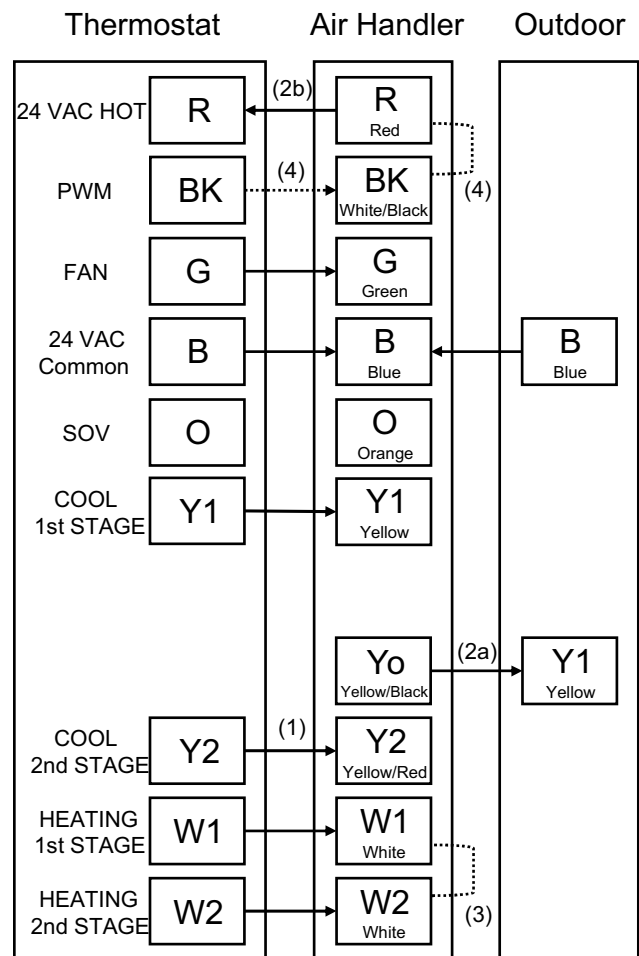 Thermostat Air Handler Outdoor
24 VAC HOT R (2b) R
Red
PWM BK (4) BK (4)
White/Black
FAN G G
Green
24 VAC
Common B B B
Blue Blue
SOV O O
Orange
COOL
1st STAGE Y1 Y1
Yellow
Yo (2a) Y1
Yellow/Black Yellow
COOL
2nd STAGE Y2 (1) Y2
Yellow/Red
HEATING
1st STAGE W1 W1
White
HEATING
2nd STAGE W2 W2 (3)
White